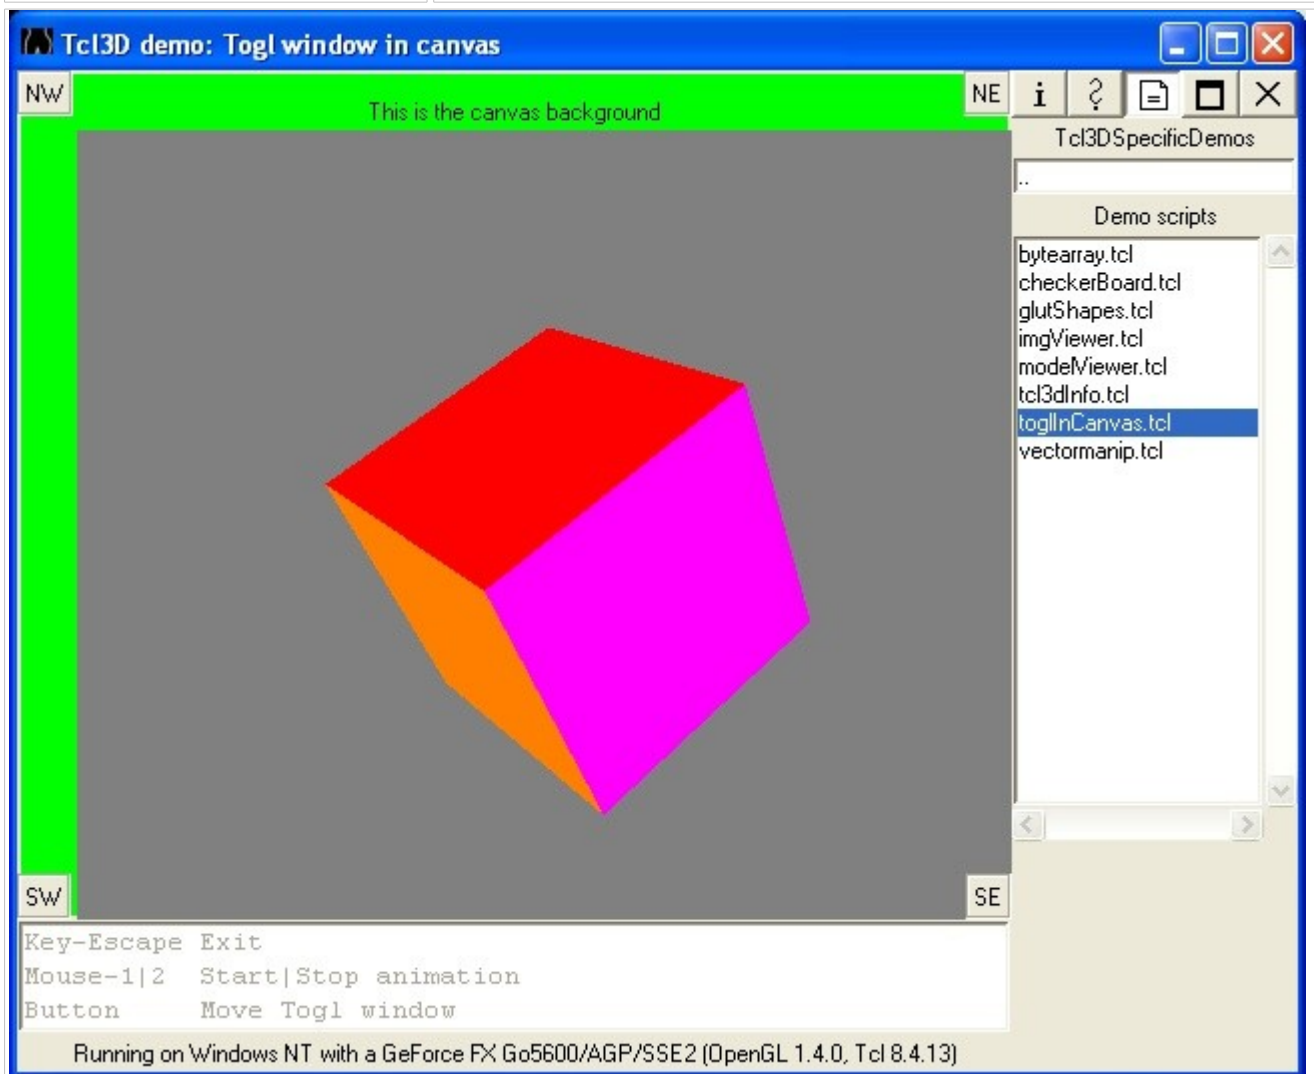 Tcl3D demo: Togl window in canvas
NW
This is the canvas background
NE
i
?
Tcl3DSpecificDemos
..
Demo scripts
bytearray.tcl
checkerBoard.tcl
glutShapes.tcl
imgViewer.tcl
modelViewer.tcl
tcl3dInfo.tcl
toglInCanvas.tcl
vectormanip.tcl
SW
SE
Key-Escape Exit
Mouse-1|2 Start|Stop animation
Button Move Togl window
Running on Windows NT with a GeForce FX Go5600/AGP/SSE2 (OpenGL 1.4.0, Tcl 8.4.13)